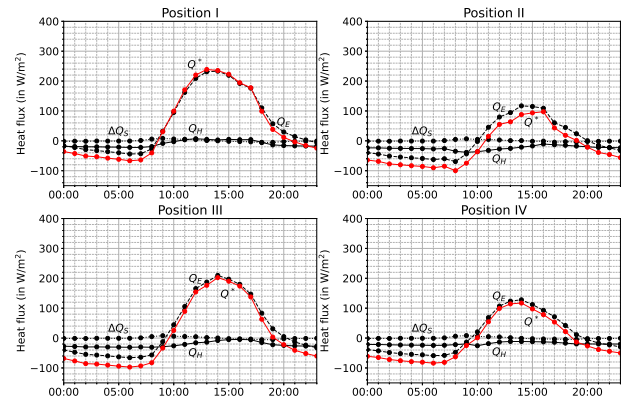 Position I
Heat flux (in W/m²)
400
300
200
100
0
−100
Q*
Q_E
ΔQ_S
Q_H
00:00 05:00 10:00 15:00 20:00
Position II
Heat flux (in W/m²)
400
300
200
100
0
−100
Q_E
Q*
ΔQ_S
Q_H
00:00 05:00 10:00 15:00 20:00
Position III
Heat flux (in W/m²)
400
300
200
100
0
−100
Q_E
Q*
ΔQ_S
Q_H
00:00 05:00 10:00 15:00 20:00
Position IV
Heat flux (in W/m²)
400
300
200
100
0
−100
Q_E
Q*
ΔQ_S
Q_H
00:00 05:00 10:00 15:00 20:00